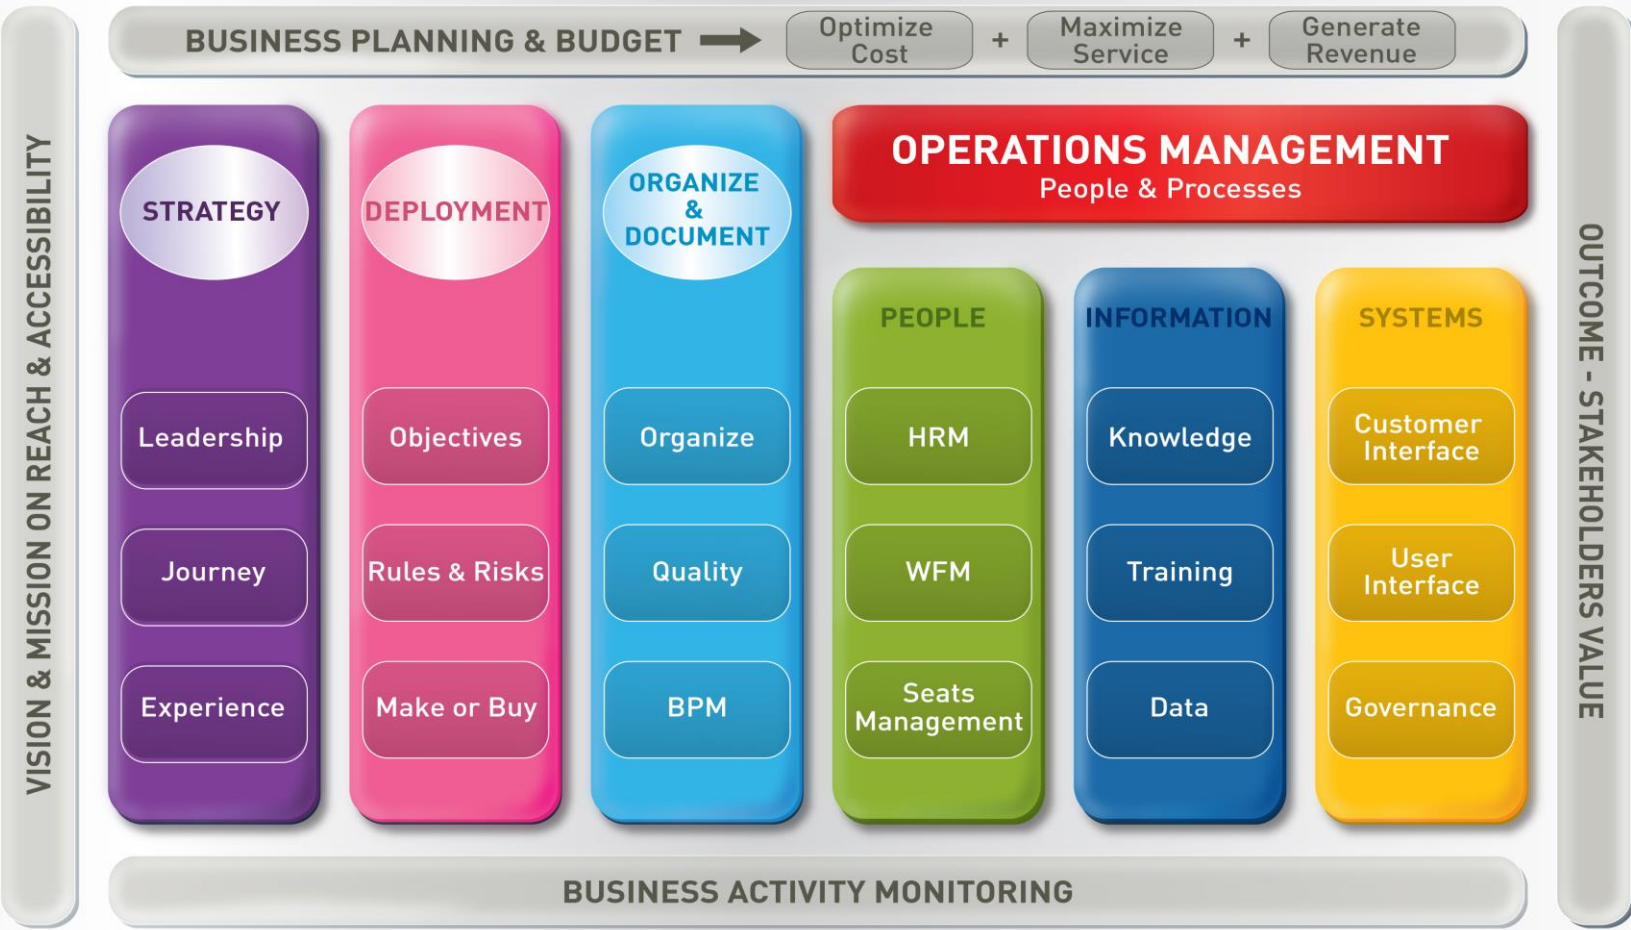 BUSINESS PLANNING & BUDGET
Optimize
Cost
+
Maximize
Service
+
Generate
Revenue
VISION & MISSION ON REACH & ACCESSIBILITY
STRATEGY
Leadership
Journey
Experience
DEPLOYMENT
Objectives
Rules & Risks
Make or Buy
ORGANIZE
&
DOCUMENT
Organize
Quality
BPM
OPERATIONS MANAGEMENT
People & Processes
PEOPLE
HRM
WFM
Seats
Management
INFORMATION
Knowledge
Training
Data
SYSTEMS
Customer
Interface
User
Interface
Governance
OUTCOME - STAKEHOLDERS VALUE
BUSINESS ACTIVITY MONITORING